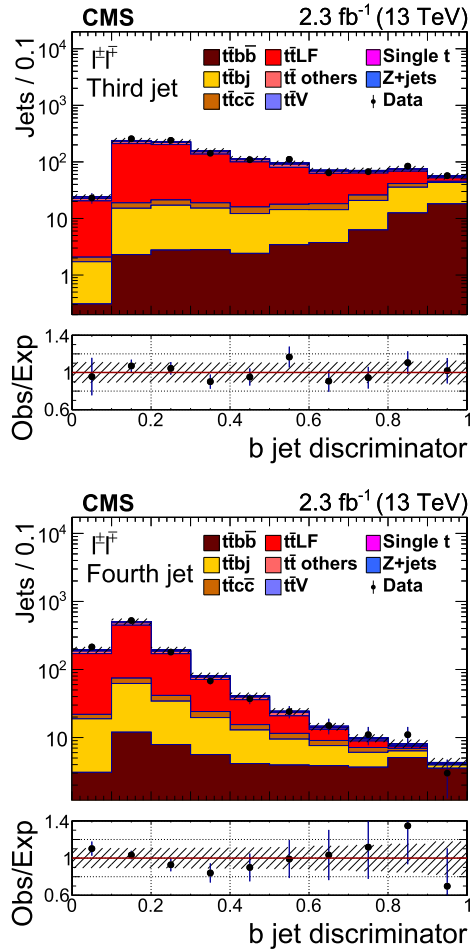 CMS 2.3 fb⁻¹ (13 TeV)
Jets / 0.1
10⁴
10³
10²
10
1
l±l∓
Third jet
tt̄bb̄ tt̄LF Single t
tt̄bj tt̄ others Z+jets
tt̄cc̄ tt̄V Data
Obs/Exp
1.4
1
0.6
0 0.2 0.4 0.6 0.8 1
b jet discriminator
CMS 2.3 fb⁻¹ (13 TeV)
Jets / 0.1
10⁴
10³
10²
10
l±l∓
Fourth jet
tt̄bb̄ tt̄LF Single t
tt̄bj tt̄ others Z+jets
tt̄cc̄ tt̄V Data
Obs/Exp
1.4
1
0.6
0 0.2 0.4 0.6 0.8 1
b jet discriminator